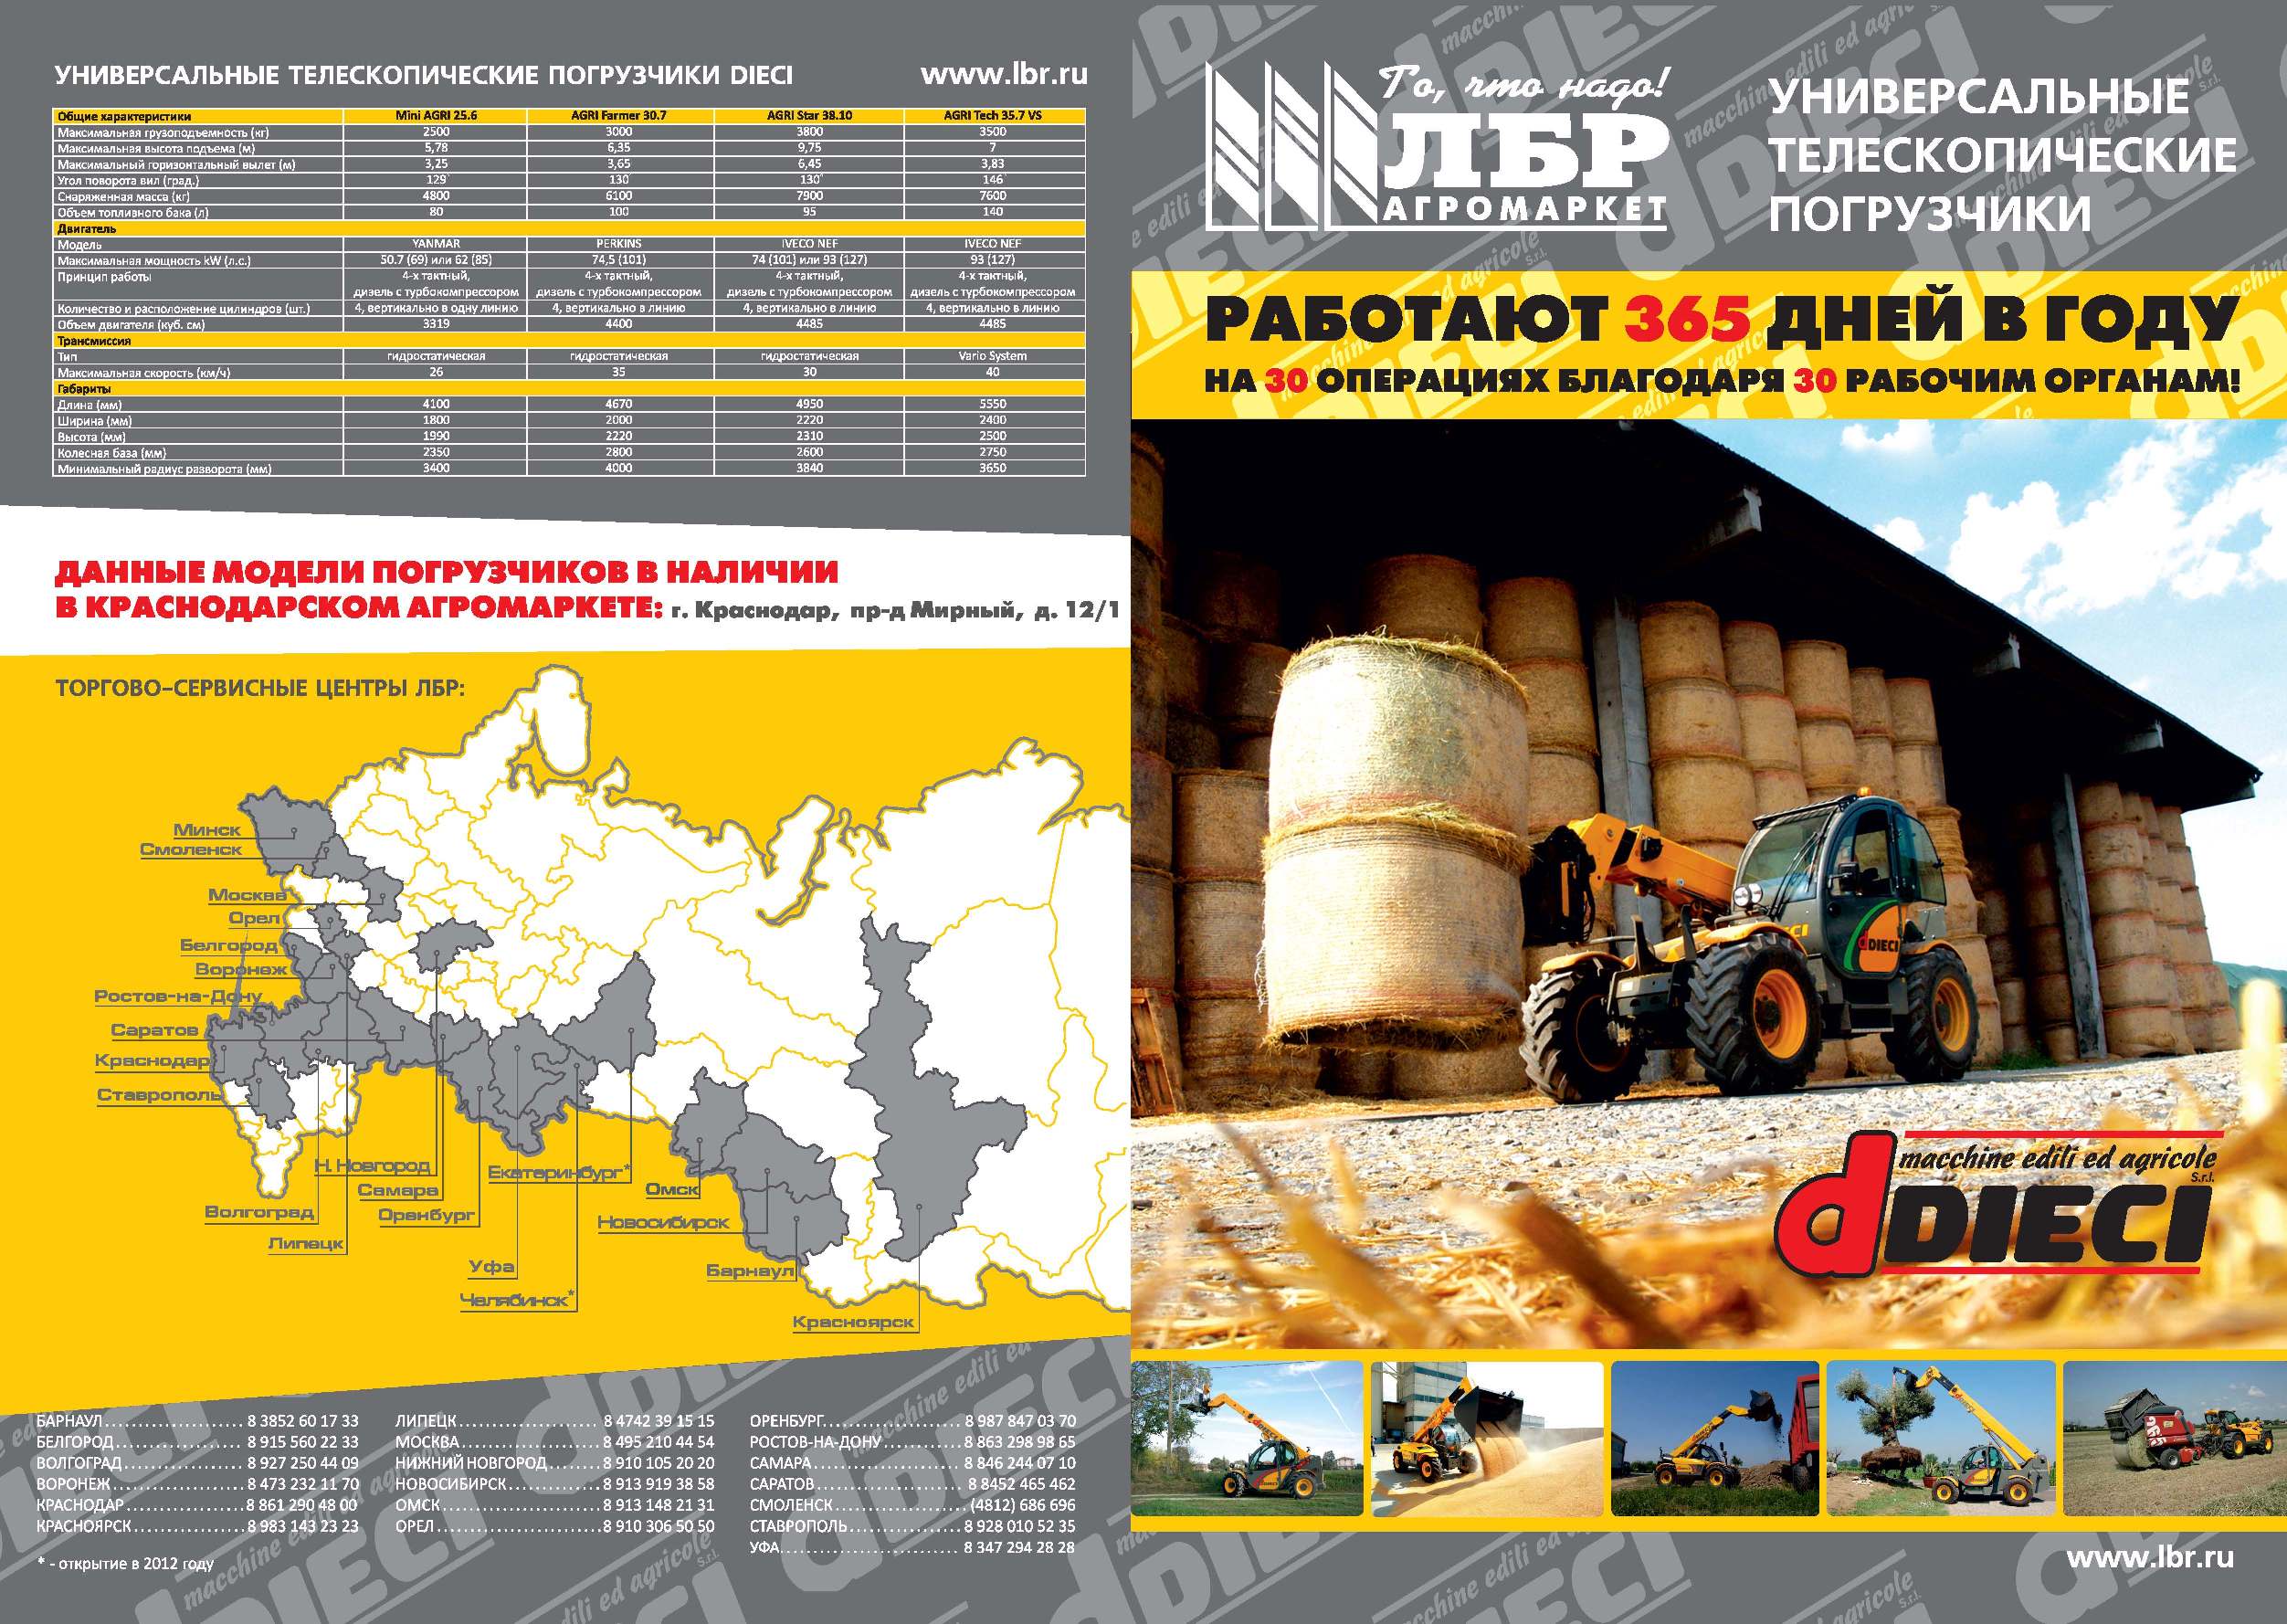 УНИВЕРСАЛЬНЫЕ ТЕЛЕСКОПИЧЕСКИЕ ПОГРУЗЧИКИ DIECI www.lbr.ru
Общие характеристики Mini AGRI 25.6 AGRI Farmer 30.7 AGRI Star 38.10 AGRI Tech 35.7 VS
Максимальная грузоподъемность (кг) 2500 3000 3800 3500
Максимальная высота подъема (м) 5,78 6,35 9,75 7
Максимальный горизонтальный вылет (м) 3,25 3,65 6,45 3,83
Угол поворота вил (град.) 129° 130 130° 146°
Снаряженная масса (кг) 4800 6100 7900 7600
Объем топливного бака (л) 80 100 95 140
Двигатель
Модель YANMAR PERKINS IVECO NEF IVECO NEF
Максимальная мощность kW (л.с.) 50.7 (69) или 62 (85) 74,5 (101) 74 (101) или 93 (127) 93 (127)
Принцип работы 4-х тактный, 4-х тактный, 4-х тактный, 4-х тактный,
дизель с турбокомпрессором дизель с турбокомпрессором дизель с турбокомпрессором дизель с турбокомпрессором
Количество и расположение цилиндров (шт.) 4, вертикально в одну линию 4, вертикально в линию 4, вертикально в линию 4, вертикально в линию
Объем двигателя (куб. см) 3319 4400 4485 4485
Трансмиссия
Тип гидростатическая гидростатическая гидростатическая Vario System
Максимальная скорость (км/ч) 26 35 30 40
Габариты
Длина (мм) 4100 4670 4950 5550
Ширина (мм) 1800 2000 2220 2400
Высота (мм) 1990 2220 2310 2500
Колесная база (мм) 2350 2800 2600 2750
Минимальный радиус разворота (мм) 3400 4000 3840 3650
ДАННЫЕ МОДЕЛИ ПОГРУЗЧИКОВ В НАЛИЧИИ
В КРАСНОДАРСКОМ АГРОМАРКЕТЕ: г. Краснодар, пр-д Мирный, д. 12/1
ТОРГОВО-СЕРВИСНЫЕ ЦЕНТРЫ ЛБР:
Минск
Смоленск
Москва
Орел
Белгород
Воронеж
Ростов-на-Дону
Саратов
Краснодар
Ставрополь
Н. Новгород
Екатеринбург*
Самара
Омск
Волгоград
Оренбург
Новосибирск
Липецк
Уфа
Барнаул
Челябинск*
Красноярск
БАРНАУЛ..................... 8 3852 60 17 33
БЕЛГОРОД................... 8 915 560 22 33
ВОЛГОГРАД.................. 8 927 250 44 09
ВОРОНЕЖ.................... 8 473 232 11 70
КРАСНОДАР.................. 8 861 290 48 00
КРАСНОЯРСК................. 8 983 143 23 23
* - открытие в 2012 году
ЛИПЕЦК..................... 8 4742 39 15 15
МОСКВА..................... 8 495 210 44 54
НИЖНИЙ НОВГОРОД........ 8 910 105 20 20
НОВОСИБИРСК.............. 8 913 919 38 58
ОМСК........................ 8 913 148 21 31
ОРЕЛ......................... 8 910 306 50 50
ОРЕНБУРГ..................... 8 987 847 03 70
РОСТОВ-НА-ДОНУ............ 8 863 298 98 65
САМАРА...................... 8 846 244 07 10
САРАТОВ..................... 8 8452 465 462
СМОЛЕНСК.................... (4812) 686 696
СТАВРОПОЛЬ................. 8 928 010 52 35
УФА........................... 8 347 294 28 28
То, что надо!
ЛБР
АГРОМАРКЕТ
УНИВЕРСАЛЬНЫЕ
ТЕЛЕСКОПИЧЕСКИЕ
ПОГРУЗЧИКИ
РАБОТАЮТ 365 ДНЕЙ В ГОДУ
НА 30 ОПЕРАЦИЯХ БЛАГОДАРЯ 30 РАБОЧИМ ОРГАНАМ!
dDIECI
macchine edili ed agricole
S.r.l.
dDIECI
www.lbr.ru